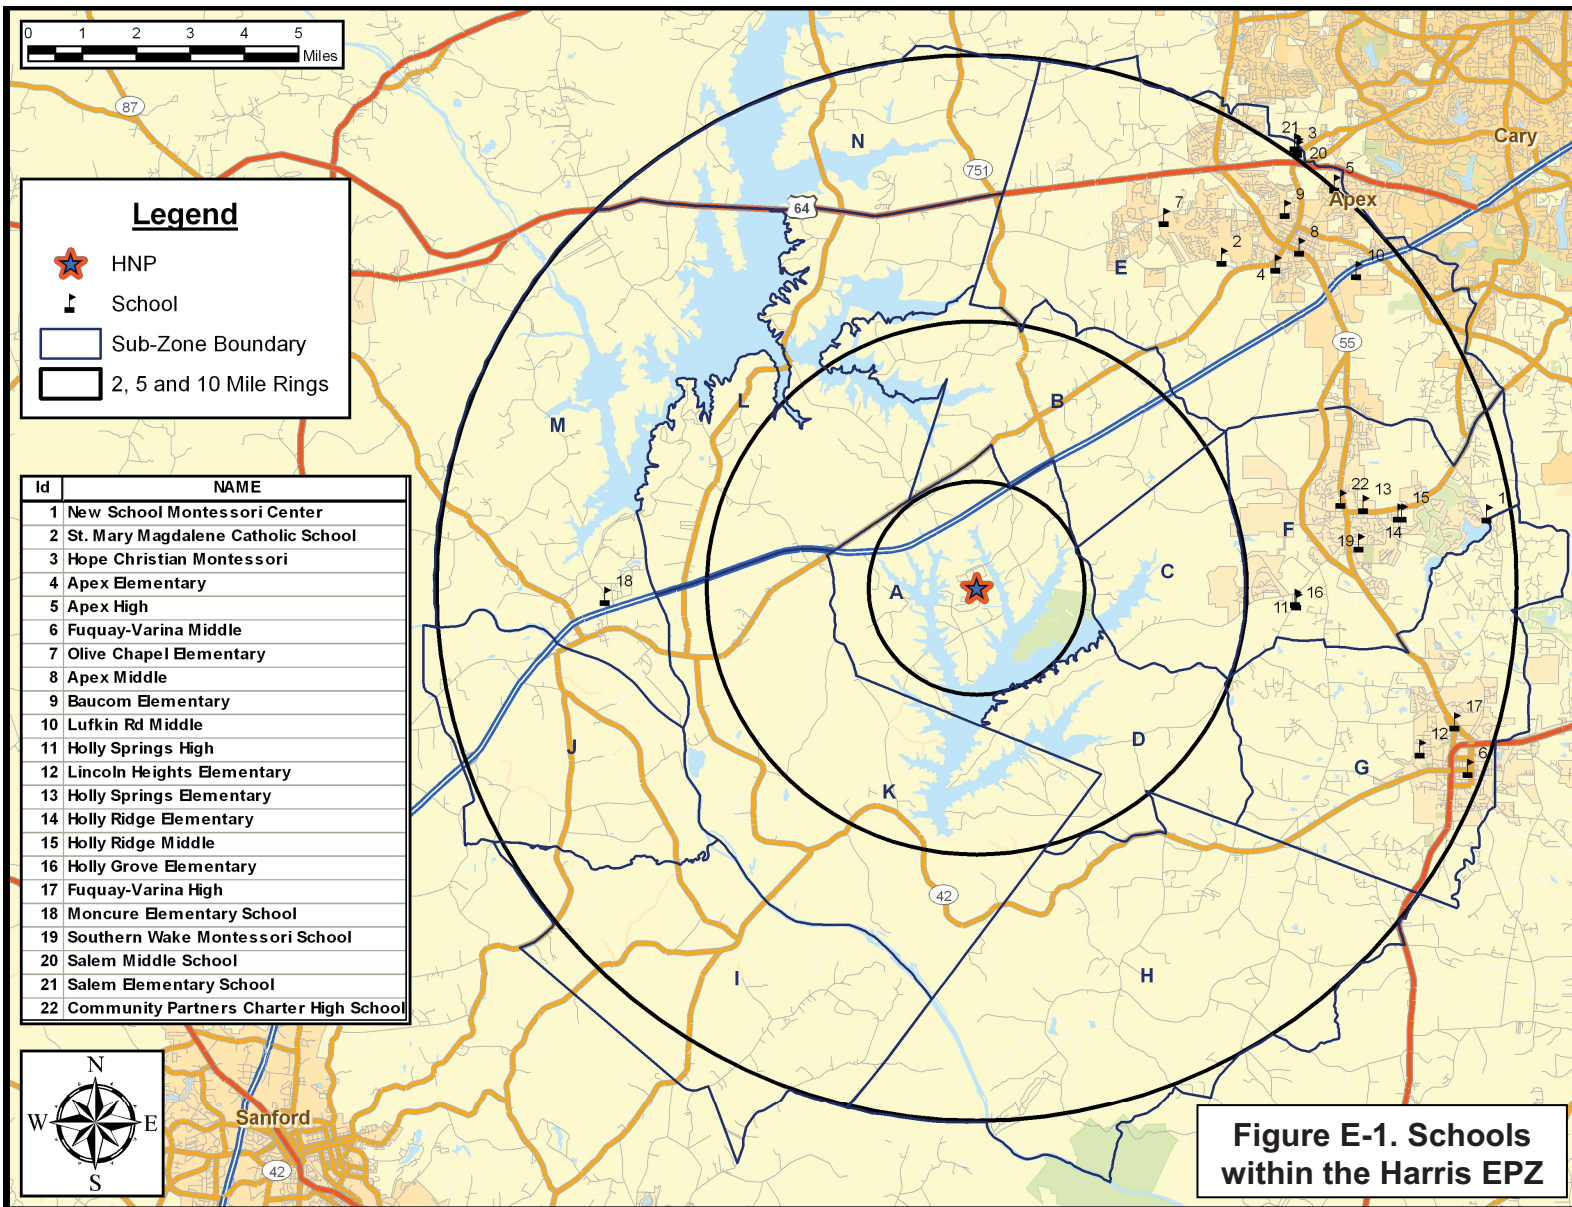 0 1 2 3 4 5
Miles
87
Legend
HNP
School
Sub-Zone Boundary
2, 5 and 10 Mile Rings
Id NAME
1 New School Montessori Center
2 St. Mary Magdalene Catholic School
3 Hope Christian Montessori
4 Apex Elementary
5 Apex High
6 Fuquay-Varina Middle
7 Olive Chapel Elementary
8 Apex Middle
9 Baucom Elementary
10 Lufkin Rd Middle
11 Holly Springs High
12 Lincoln Heights Elementary
13 Holly Springs Elementary
14 Holly Ridge Elementary
15 Holly Ridge Middle
16 Holly Grove Elementary
17 Fuquay-Varina High
18 Moncure Elementary School
19 Southern Wake Montessori School
20 Salem Middle School
21 Salem Elementary School
22 Community Partners Charter High School
N
W E
S
Sanford
42
N
751
64
21 3
20
Cary
5
Apex
7
9
2
8
4
10
E
55
L
B
M
22 13 15
1
F
14
19
18
A
C
16
11
17
12
6
J
D
G
K
42
I
H
Figure E-1. Schools
within the Harris EPZ